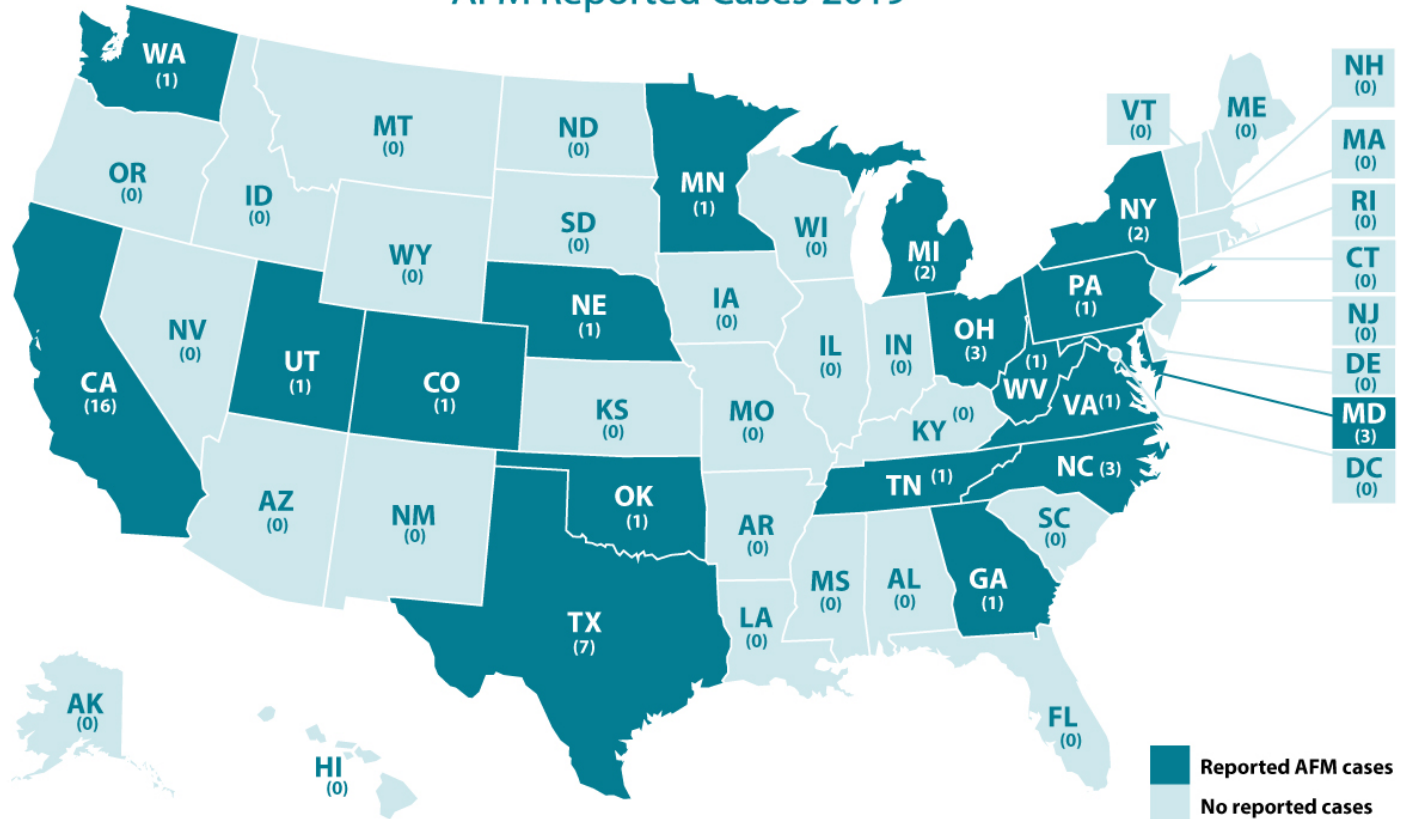 AFM Reported Cases 2019
WA
(1)
OR
(0)
CA
(16)
NV
(0)
ID
(0)
MT
(0)
WY
(0)
UT
(1)
CO
(1)
AZ
(0)
NM
(0)
ND
(0)
SD
(0)
NE
(1)
KS
(0)
OK
(1)
TX
(7)
MN
(1)
IA
(0)
MO
(0)
AR
(0)
LA
(0)
WI
(0)
IL
(0)
MI
(2)
IN
(0)
OH
(3)
KY (0)
TN (1)
MS
(0)
AL
(0)
GA
(1)
FL
(0)
SC
(0)
NC (3)
VA (1)
(1)
WV
PA
(1)
NY
(2)
VT
(0)
ME
(0)
NH
(0)
MA
(0)
RI
(0)
CT
(0)
NJ
(0)
DE
(0)
MD
(3)
DC
(0)
AK
(0)
HI
(0)
Reported AFM cases
No reported cases